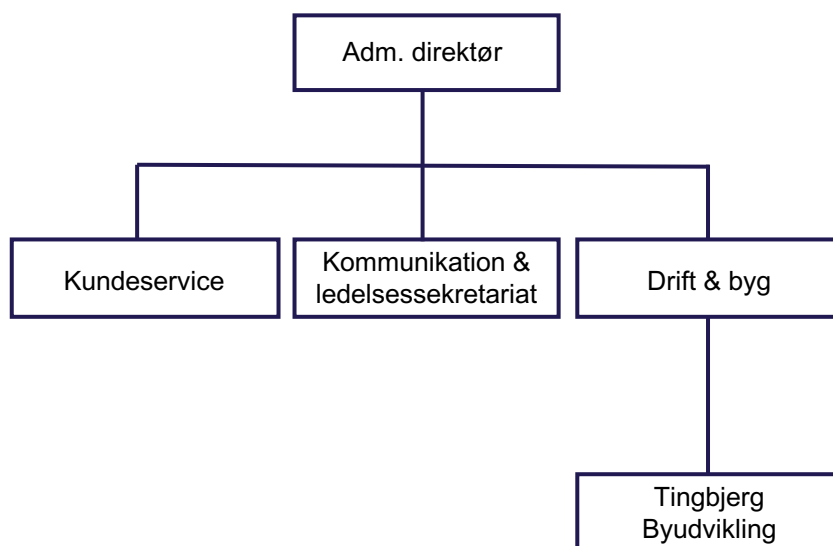 Adm. direktør
Kundeservice
Kommunikation &
ledelsessekretariat
Drift & byg
Tingbjerg
Byudvikling